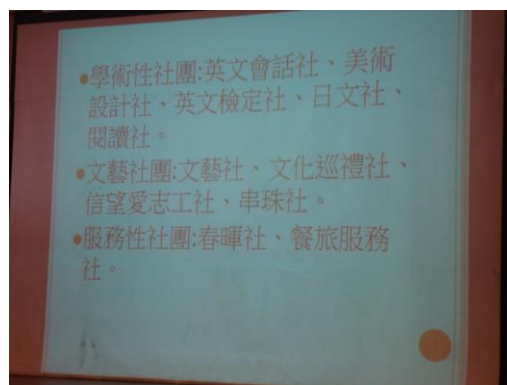 ●學術性社團:英文會話社、美術
設計社、英文檢定社、日文社、
閱讀社。
●文藝社團:文藝社、文化巡禮社、
信望愛志工社、串珠社。
●服務性社團:春暉社、餐旅服務
社。